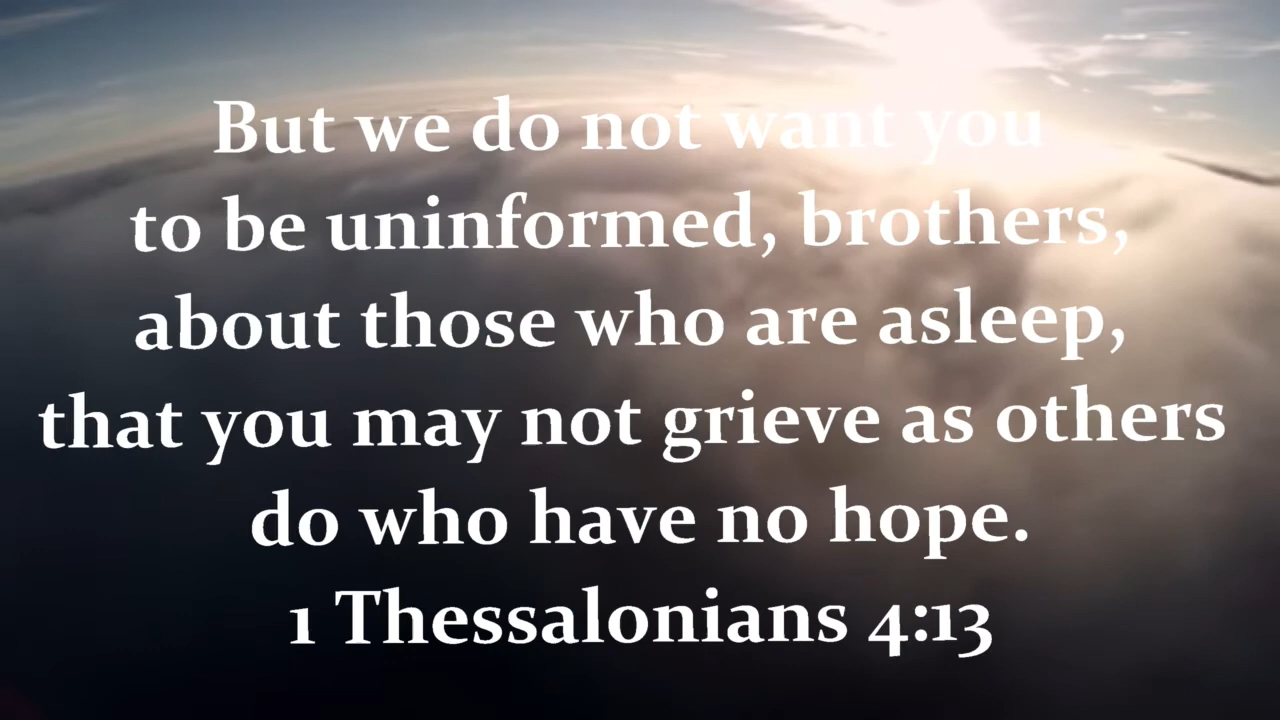 But we do not want you
to be uninformed, brothers,
about those who are asleep,
that you may not grieve as others
do who have no hope.
1 Thessalonians 4:13